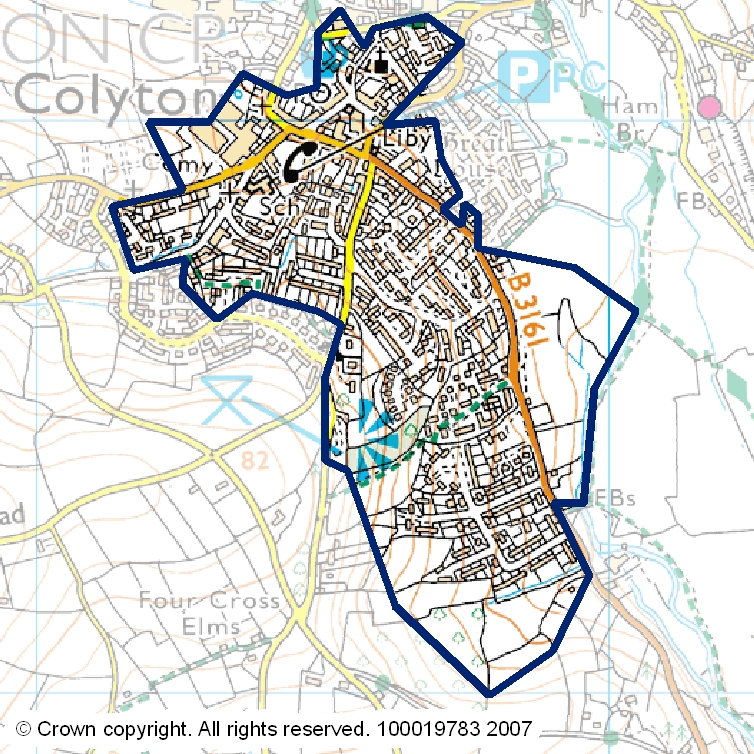 ON CP
Colyton
PC
P
Ham
Br.
Liby
Great
House
Cemy
Sch
FB
B 3161
82
ad
FBs
Four Cross
Elms
© Crown copyright. All rights reserved. 100019783 2007